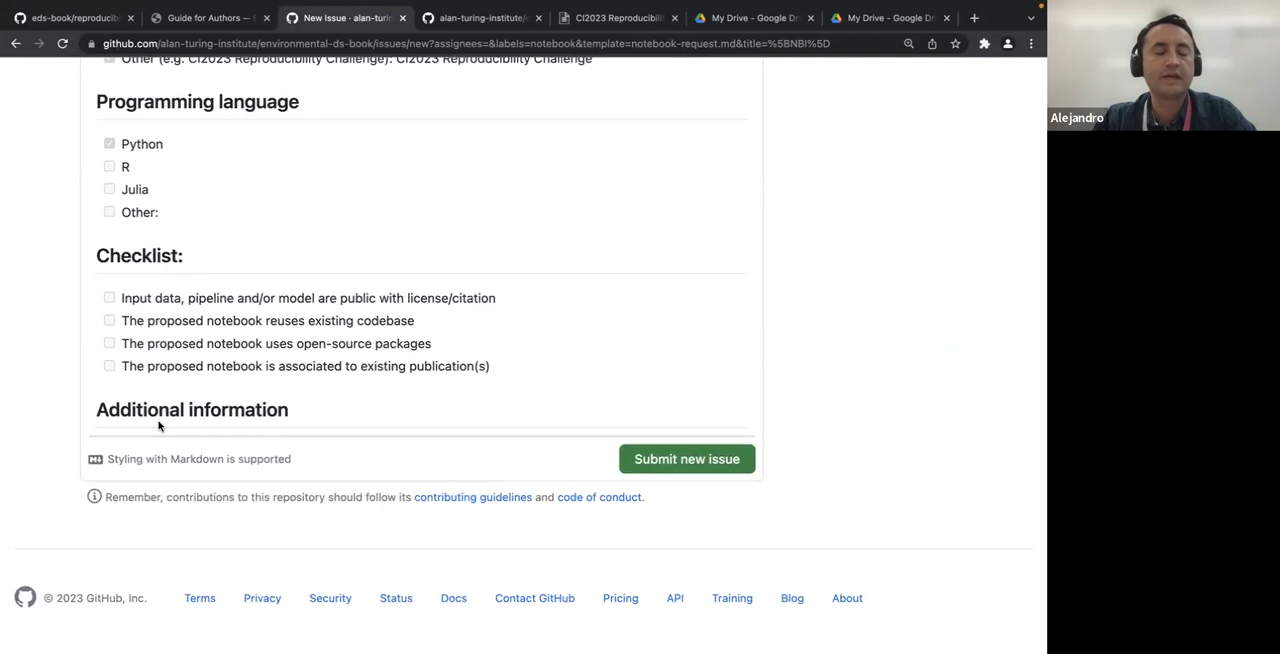 eds-book/reproducib
Guide for Authors —
New Issue · alan-turin
alan-turing-institute/
CI2023 Reproducibili
My Drive - Google Dr
My Drive - Google Dri
github.com/alan-turing-institute/environmental-ds-book/issues/new?assignees=&labels=notebook&template=notebook-request.md&title=%5BNBI%5D
Other (e.g. CI2023 Reproducibility Challenge): CI2023 Reproducibility Challenge
Programming language
Python
R
Julia
Other:
Checklist:
Input data, pipeline and/or model are public with license/citation
The proposed notebook reuses existing codebase
The proposed notebook uses open-source packages
The proposed notebook is associated to existing publication(s)
Additional information
Styling with Markdown is supported
Submit new issue
Remember, contributions to this repository should follow its contributing guidelines and code of conduct.
© 2023 GitHub, Inc.
Terms
Privacy
Security
Status
Docs
Contact GitHub
Pricing
API
Training
Blog
About
Alejandro